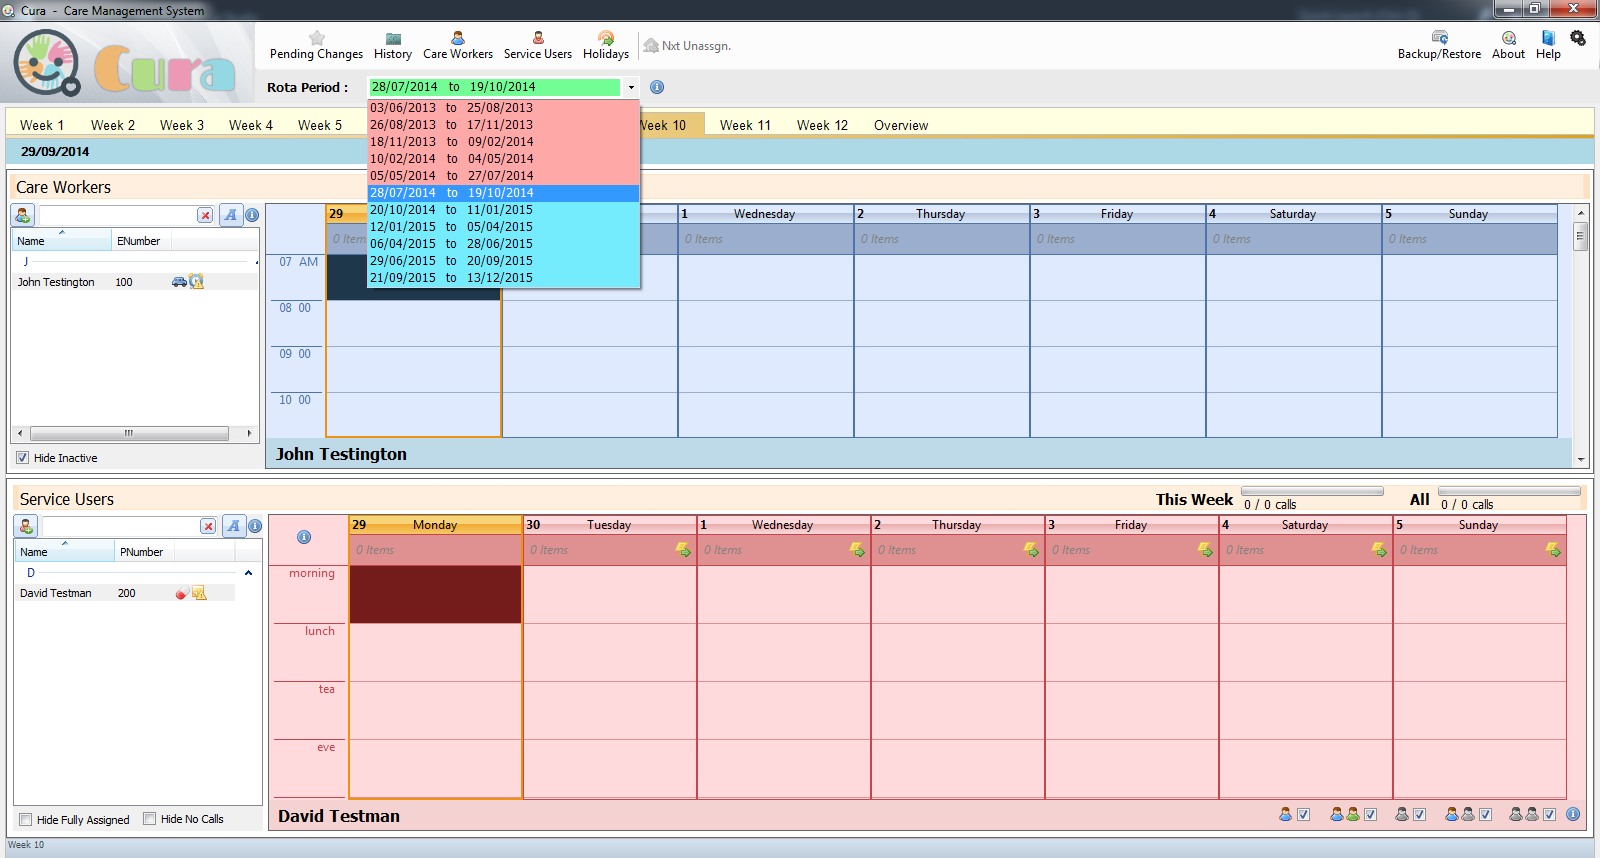 Cura - Care Management System
Cura
Pending Changes
History
Care Workers
Service Users
Holidays
Nxt Unassgn.
Backup/Restore
About
Help
Rota Period :
28/07/2014 to 19/10/2014
03/06/2013 to 25/08/2013
26/08/2013 to 17/11/2013
18/11/2013 to 09/02/2014
10/02/2014 to 04/05/2014
05/05/2014 to 27/07/2014
28/07/2014 to 19/10/2014
20/10/2014 to 11/01/2015
12/01/2015 to 05/04/2015
06/04/2015 to 28/06/2015
29/06/2015 to 20/09/2015
21/09/2015 to 13/12/2015
Week 1 Week 2 Week 3 Week 4 Week 5 Week 10 Week 11 Week 12 Overview
29/09/2014
Care Workers
A
Name ENumber
J
John Testington 100
Hide Inactive
29 1 Wednesday 2 Thursday 3 Friday 4 Saturday 5 Sunday
0 Items 0 Items 0 Items 0 Items 0 Items 0 Items
07 AM
08 00
09 00
10 00
John Testington
Service Users
This Week 0 / 0 calls All 0 / 0 calls
A
Name PNumber
D
David Testman 200
Hide Fully Assigned Hide No Calls
29 Monday 30 Tuesday 1 Wednesday 2 Thursday 3 Friday 4 Saturday 5 Sunday
0 Items 0 Items 0 Items 0 Items 0 Items 0 Items 0 Items
morning
lunch
tea
eve
David Testman
Week 10